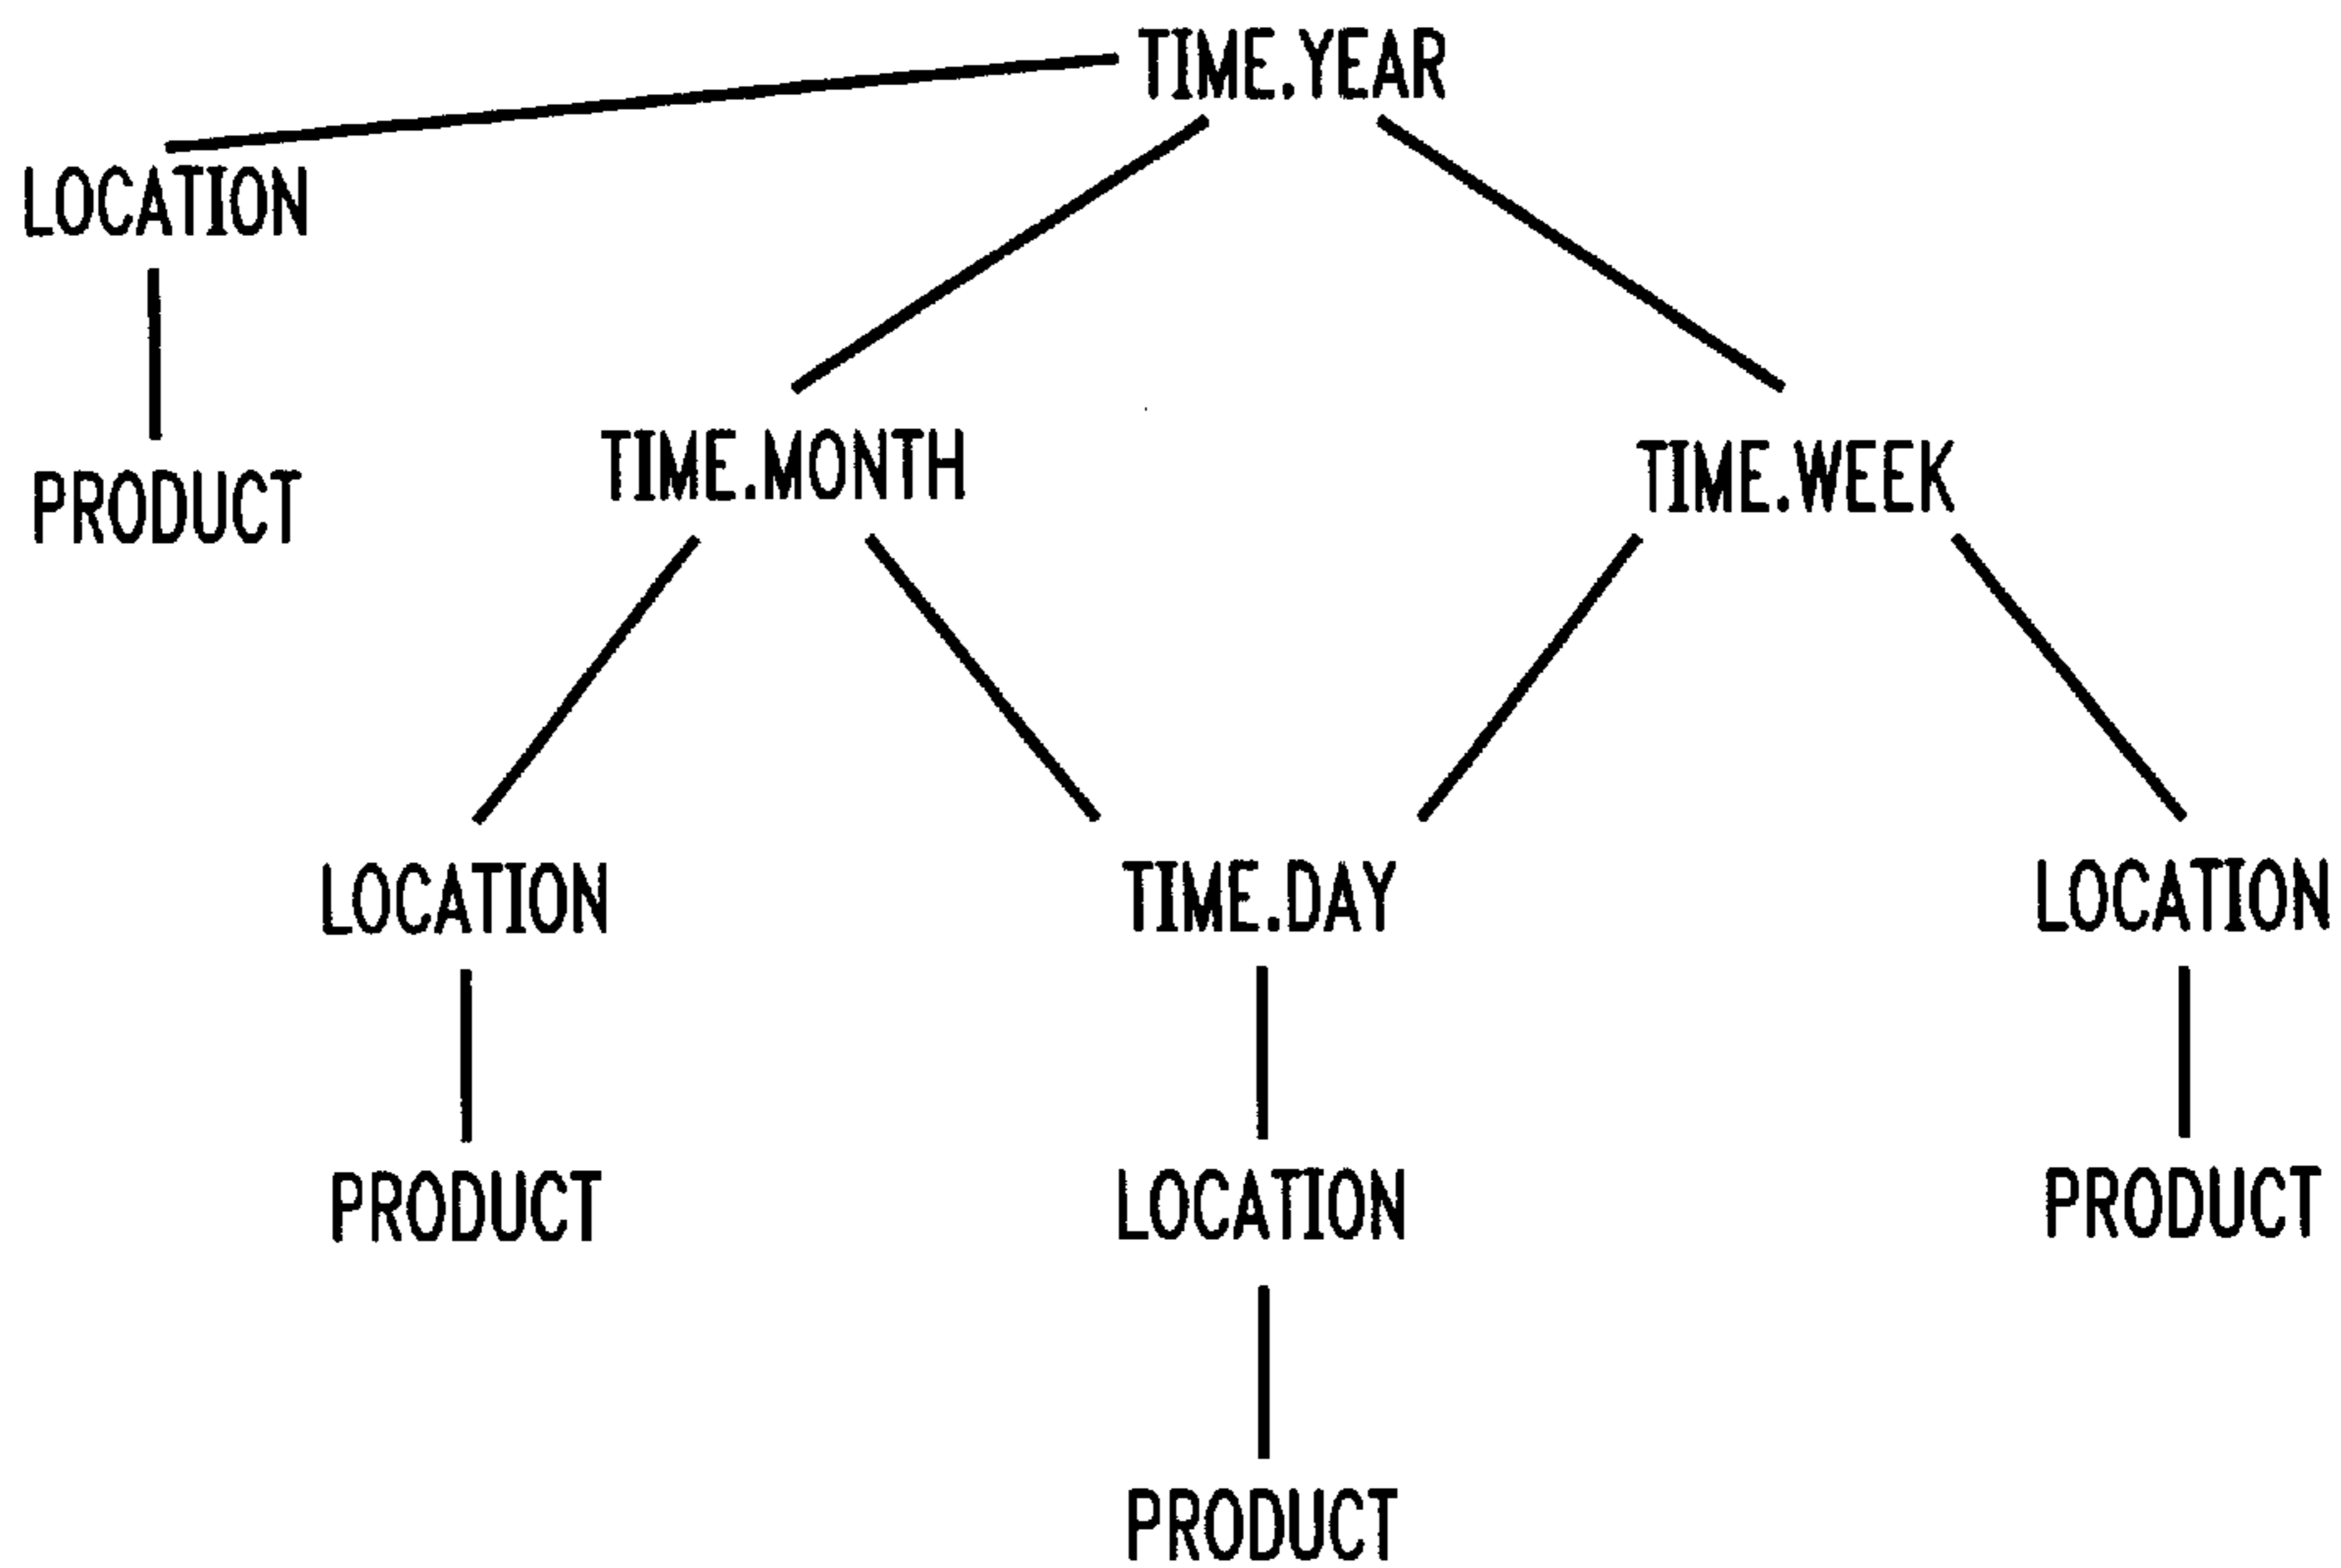 TIME.YEAR
LOCATION
TIME.MONTH
TIME.WEEK
PRODUCT
LOCATION
TIME.DAY
LOCATION
PRODUCT
LOCATION
PRODUCT
PRODUCT